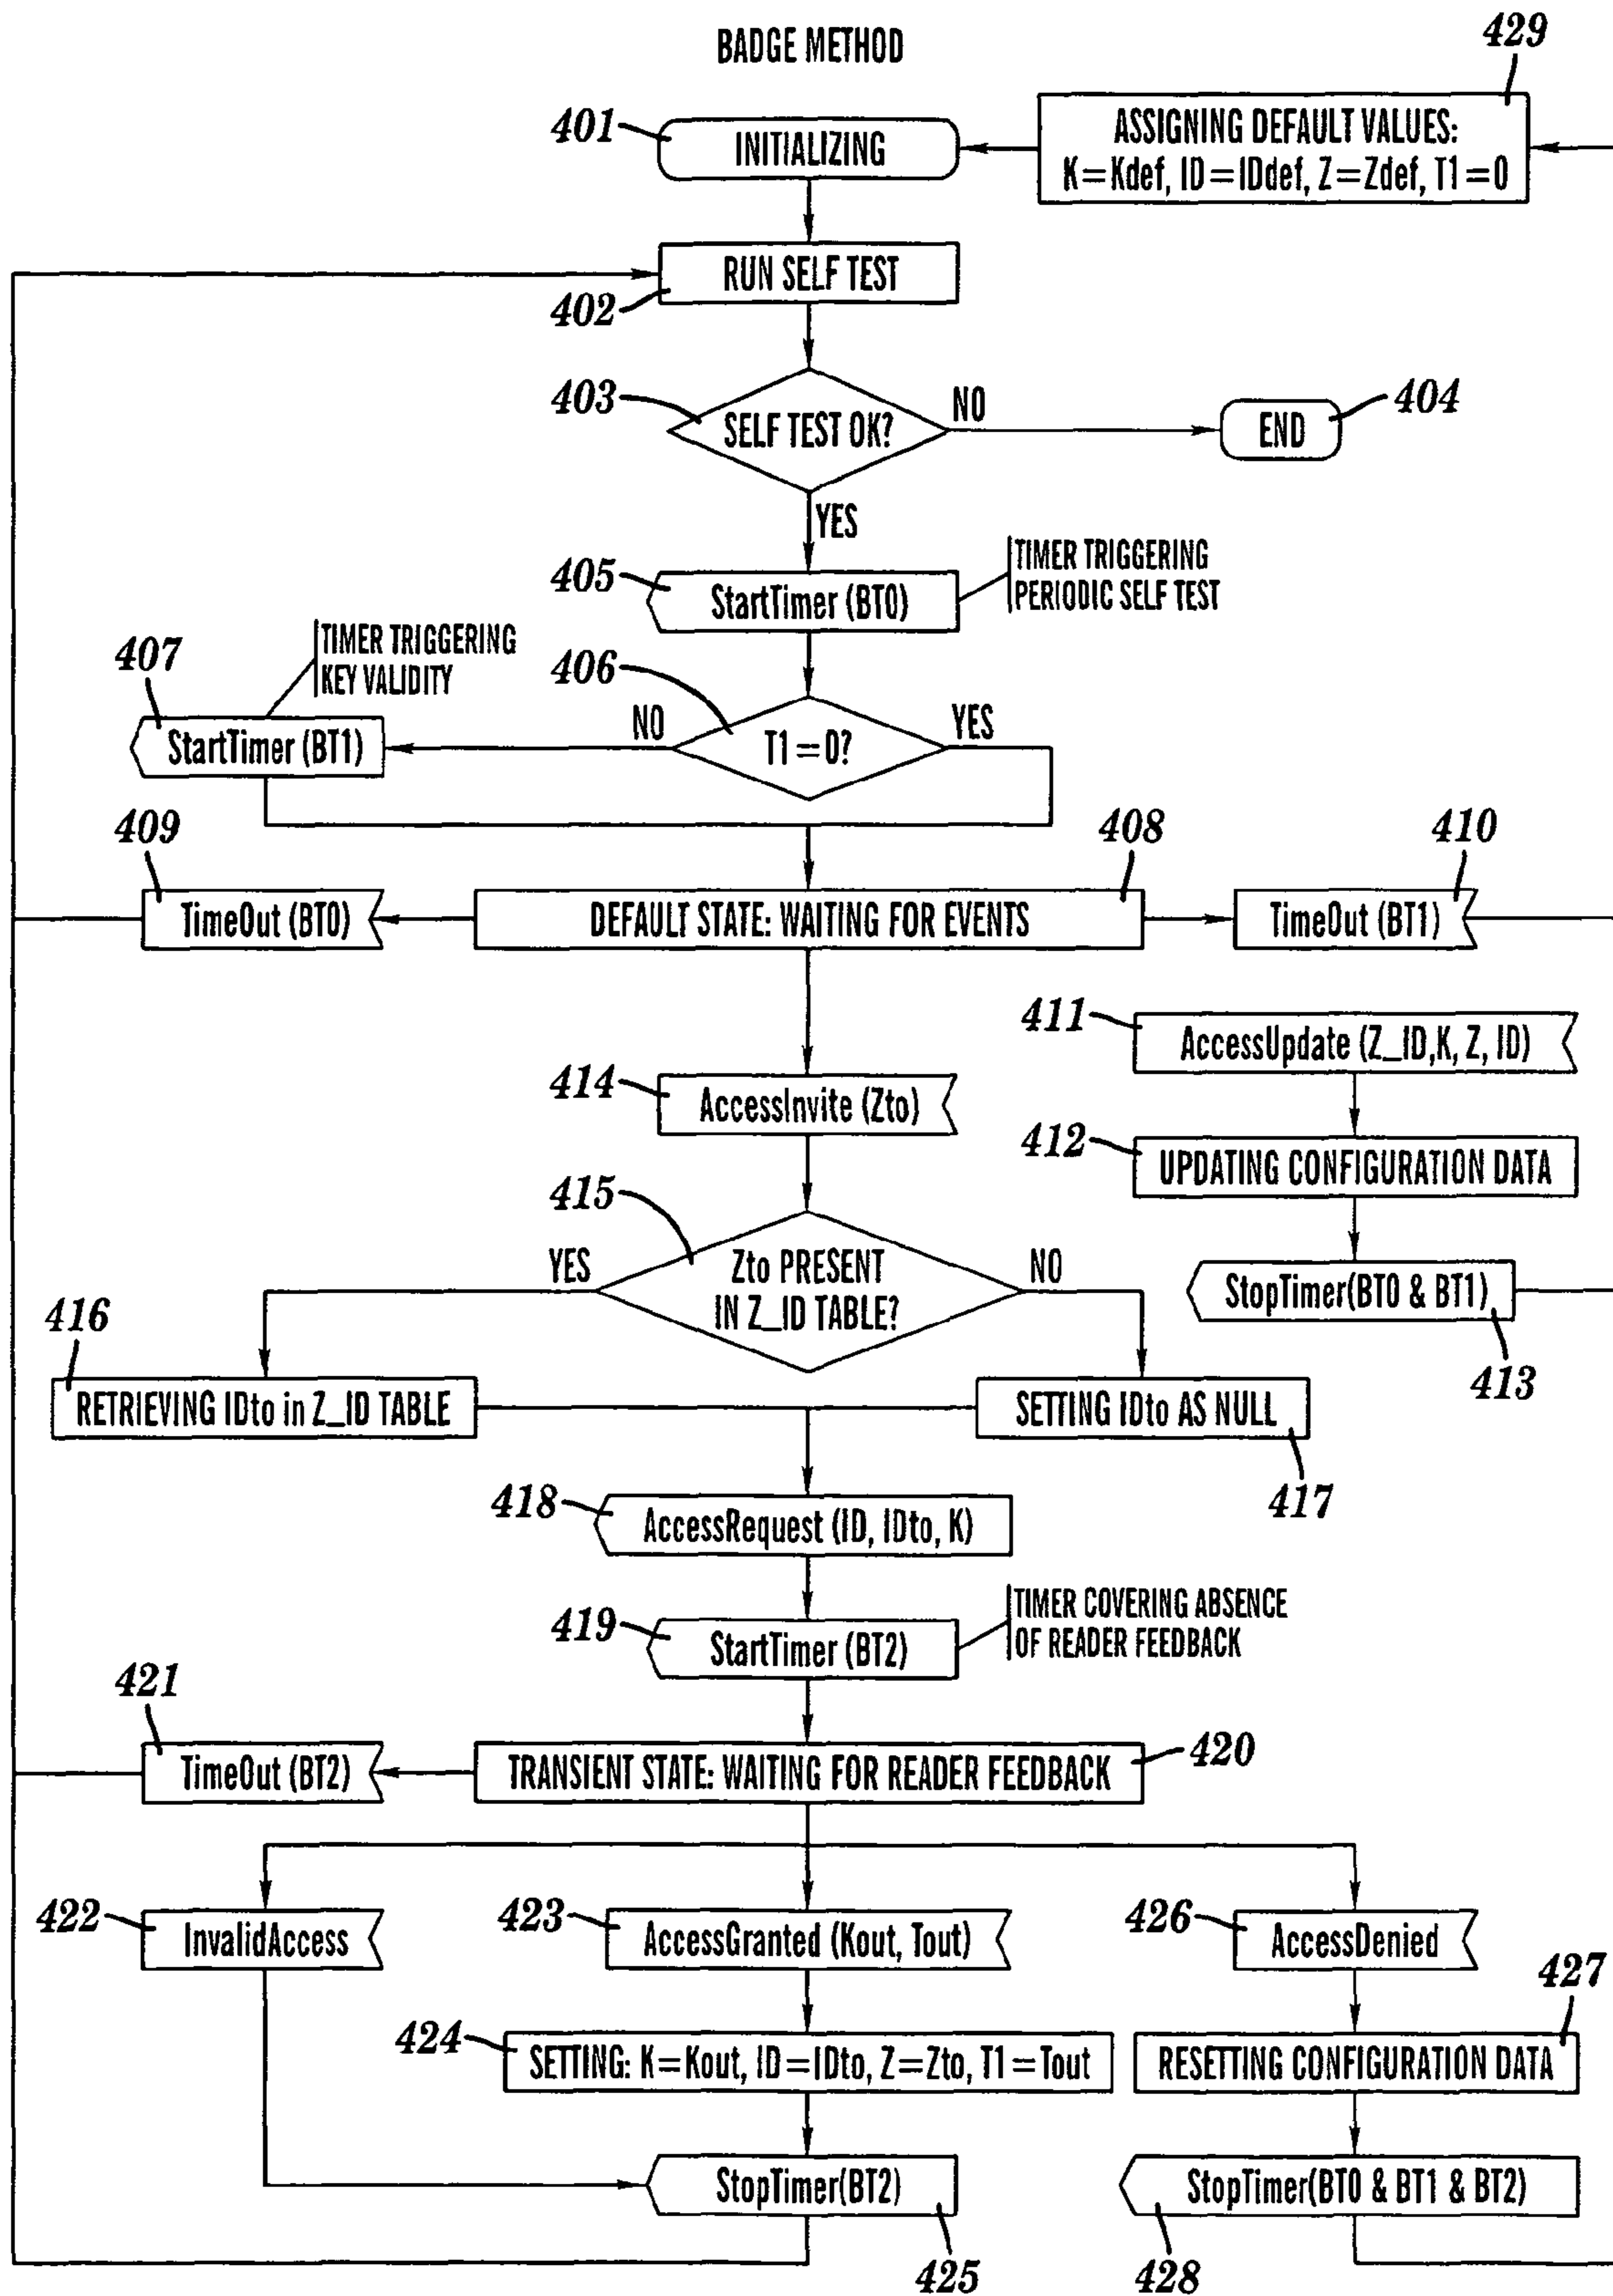 BADGE METHOD
429
401
INITIALIZING
ASSIGNING DEFAULT VALUES:
K=Kdef, ID=IDdef, Z=Zdef, T1=0
RUN SELF TEST
402
403
SELF TEST OK?
NO
END
404
YES
405
StartTimer (BT0)
TIMER TRIGGERING
PERIODIC SELF TEST
407
TIMER TRIGGERING
KEY VALIDITY
406
NO
YES
StartTimer (BT1)
T1=0?
409
408
410
TimeOut (BT0)
DEFAULT STATE: WAITING FOR EVENTS
TimeOut (BT1)
411
AccessUpdate (Z_ID,K, Z, ID)
414
AccessInvite (Zto)
412
UPDATING CONFIGURATION DATA
415
YES
Zto PRESENT
IN Z_ID TABLE?
NO
StopTimer(BT0 & BT1)
413
416
RETRIEVING IDto in Z_ID TABLE
SETTING IDto AS NULL
417
418
AccessRequest (ID, IDto, K)
419
StartTimer (BT2)
TIMER COVERING ABSENCE
OF READER FEEDBACK
421
TimeOut (BT2)
TRANSIENT STATE: WAITING FOR READER FEEDBACK
420
422
InvalidAccess
423
AccessGranted (Kout, Tout)
426
AccessDenied
427
424
SETTING: K=Kout, ID=IDto, Z=Zto, T1=Tout
RESETTING CONFIGURATION DATA
StopTimer(BT2)
425
StopTimer(BT0 & BT1 & BT2)
428